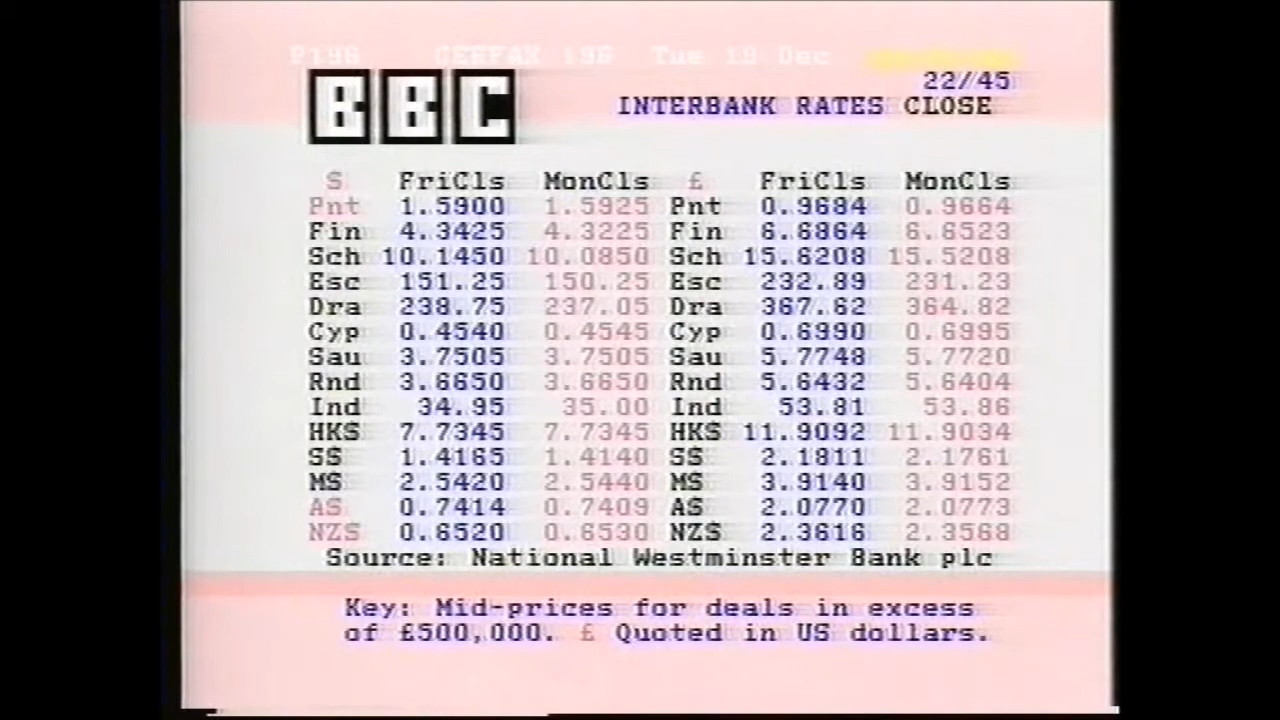 P196 CEEFAX 196 Tue 19 Dec
BBC
22/45
INTERBANK RATES CLOSE
$ FriCls MonCls £ FriCls MonCls
Pnt 1.5900 1.5925 Pnt 0.9684 0.9664
Fin 4.3425 4.3225 Fin 6.6864 6.6523
Sch 10.1450 10.0850 Sch 15.6208 15.5208
Esc 151.25 150.25 Esc 232.89 231.23
Dra 238.75 237.05 Dra 367.62 364.82
Cyp 0.4540 0.4545 Cyp 0.6990 0.6995
Sau 3.7505 3.7505 Sau 5.7748 5.7720
Rnd 3.6650 3.6650 Rnd 5.6432 5.6404
Ind 34.95 35.00 Ind 53.81 53.86
HK$ 7.7345 7.7345 HK$ 11.9092 11.9034
S$ 1.4165 1.4140 S$ 2.1811 2.1761
M$ 2.5420 2.5440 M$ 3.9140 3.9152
A$ 0.7414 0.7409 A$ 2.0770 2.0773
NZ$ 0.6520 0.6530 NZ$ 2.3616 2.3568
Source: National Westminster Bank plc
Key: Mid-prices for deals in excess
of £500,000. £ Quoted in US dollars.